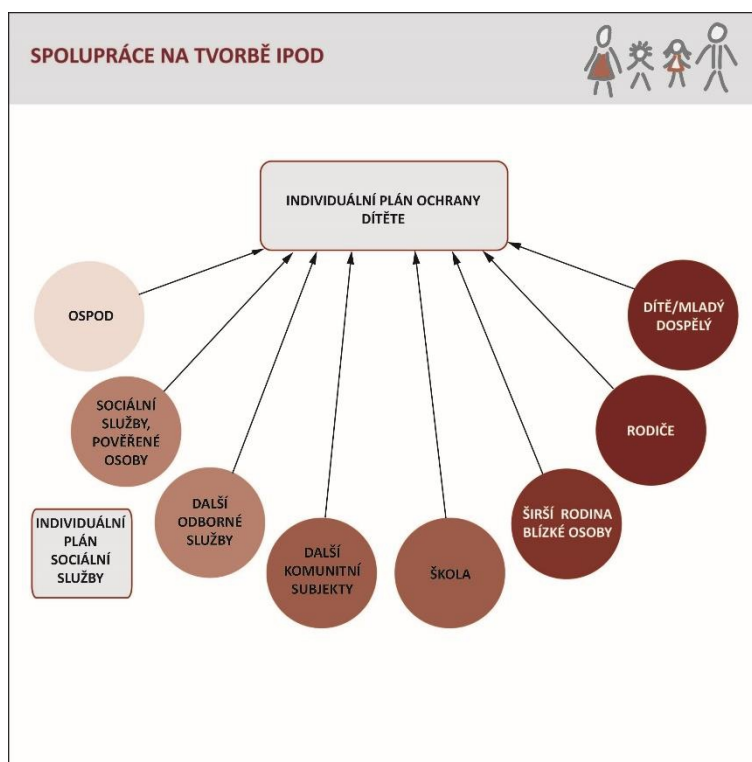 SPOLUPRÁCE NA TVORBĚ IPOD
INDIVIDUÁLNÍ PLÁN OCHRANY
DÍTĚTE
OSPOD
DÍTĚ/MLADÝ
DOSPĚLÝ
SOCIÁLNÍ
SLUŽBY,
POVĚŘENÉ
OSOBY
RODIČE
DALŠÍ
ODBORNÉ
SLUŽBY
ŠIRŠÍ RODINA
BLÍZKÉ OSOBY
INDIVIDUÁLNÍ
PLÁN
SOCIÁLNÍ
SLUŽBY
DALŠÍ
KOMUNITNÍ
SUBJEKTY
ŠKOLA